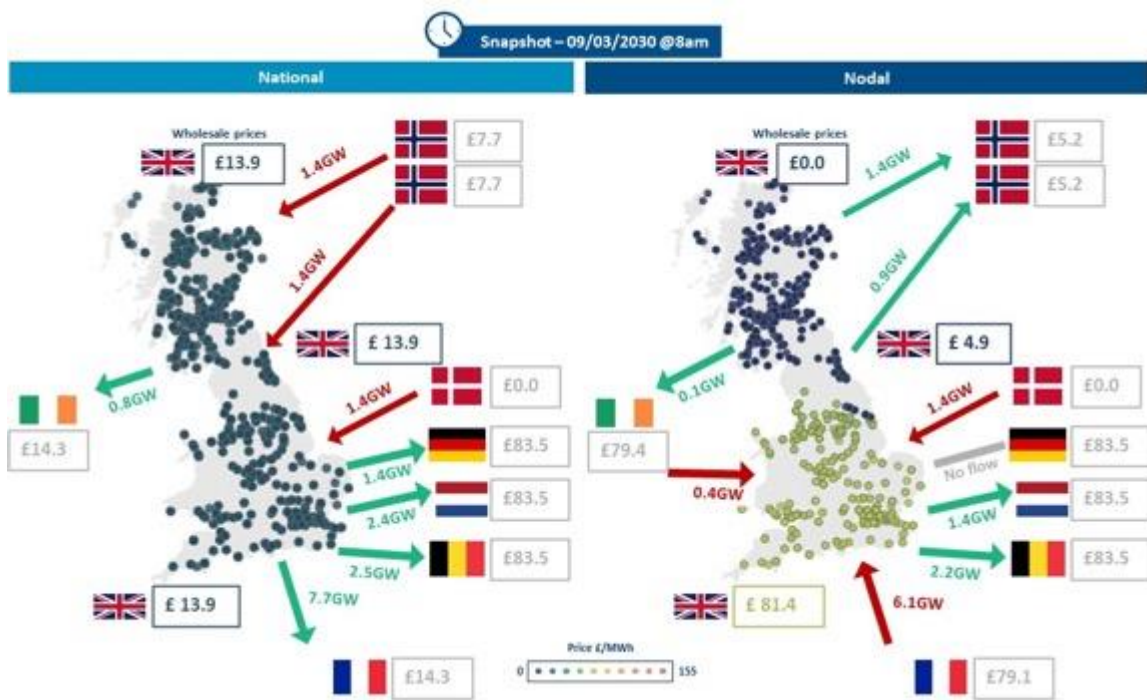 Snapshot – 09/03/2030 @8am
National
Wholesale prices
£13.9
£7.7
£7.7
1.4GW
1.4GW
£ 13.9
£0.0
1.4GW
0.8GW
£14.3
£83.5
1.4GW
£83.5
2.4GW
£83.5
2.5GW
£ 13.9
7.7GW
£14.3
Nodal
Wholesale prices
£0.0
£5.2
£5.2
1.4GW
0.9GW
£ 4.9
£0.0
1.4GW
0.1GW
£79.4
0.4GW
£83.5
No flow
£83.5
1.4GW
£83.5
2.2GW
£ 81.4
6.1GW
£79.1
Price £/MWh
0 155